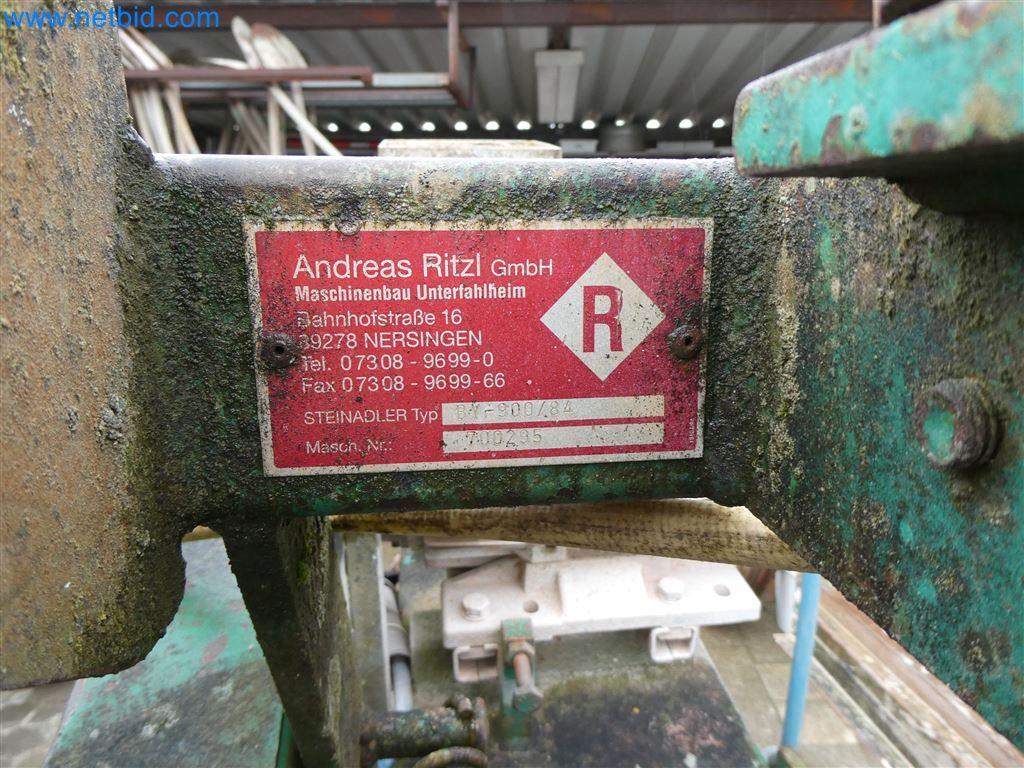 www.netbid.com
Andreas Ritzl GmbH
Maschinenbau Unterfahlheim
Bahnhofstraße 16
89278 NERSINGEN
Tel. 07308-9699-0
Fax 07308-9699-66
STEINADLER Typ
Masch. Nr.: 700295
R